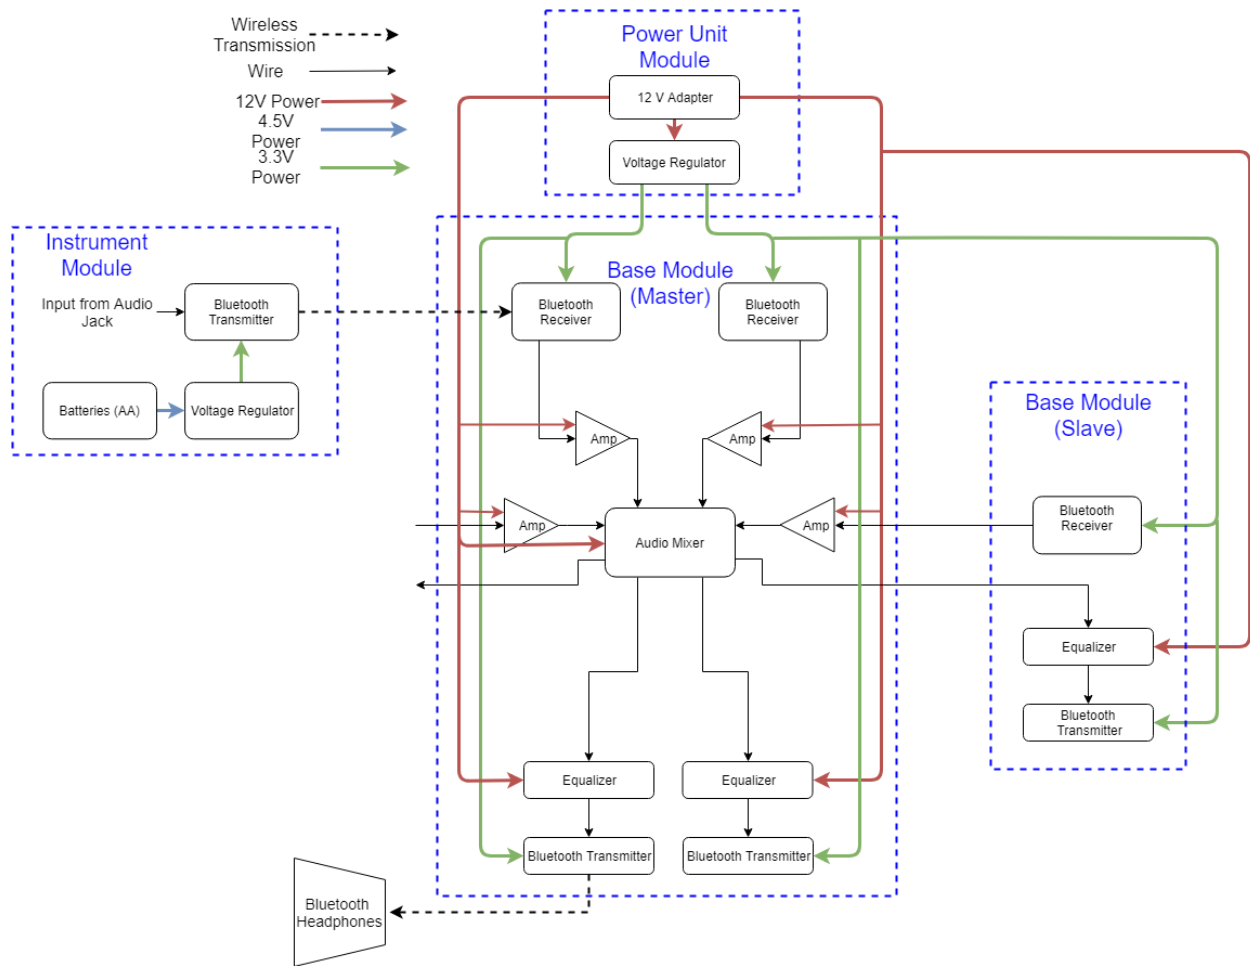 Wireless
Transmission
Wire
12V Power
4.5V
Power
3.3V
Power
Power Unit
Module
12 V Adapter
Voltage Regulator
Instrument
Module
Input from Audio
Jack
Bluetooth
Transmitter
Batteries (AA)
Voltage Regulator
Base Module
(Master)
Bluetooth
Receiver
Bluetooth
Receiver
Amp
Amp
Amp
Audio Mixer
Amp
Equalizer
Equalizer
Bluetooth Transmitter
Bluetooth Transmitter
Base Module
(Slave)
Bluetooth
Receiver
Equalizer
Bluetooth
Transmitter
Bluetooth
Headphones